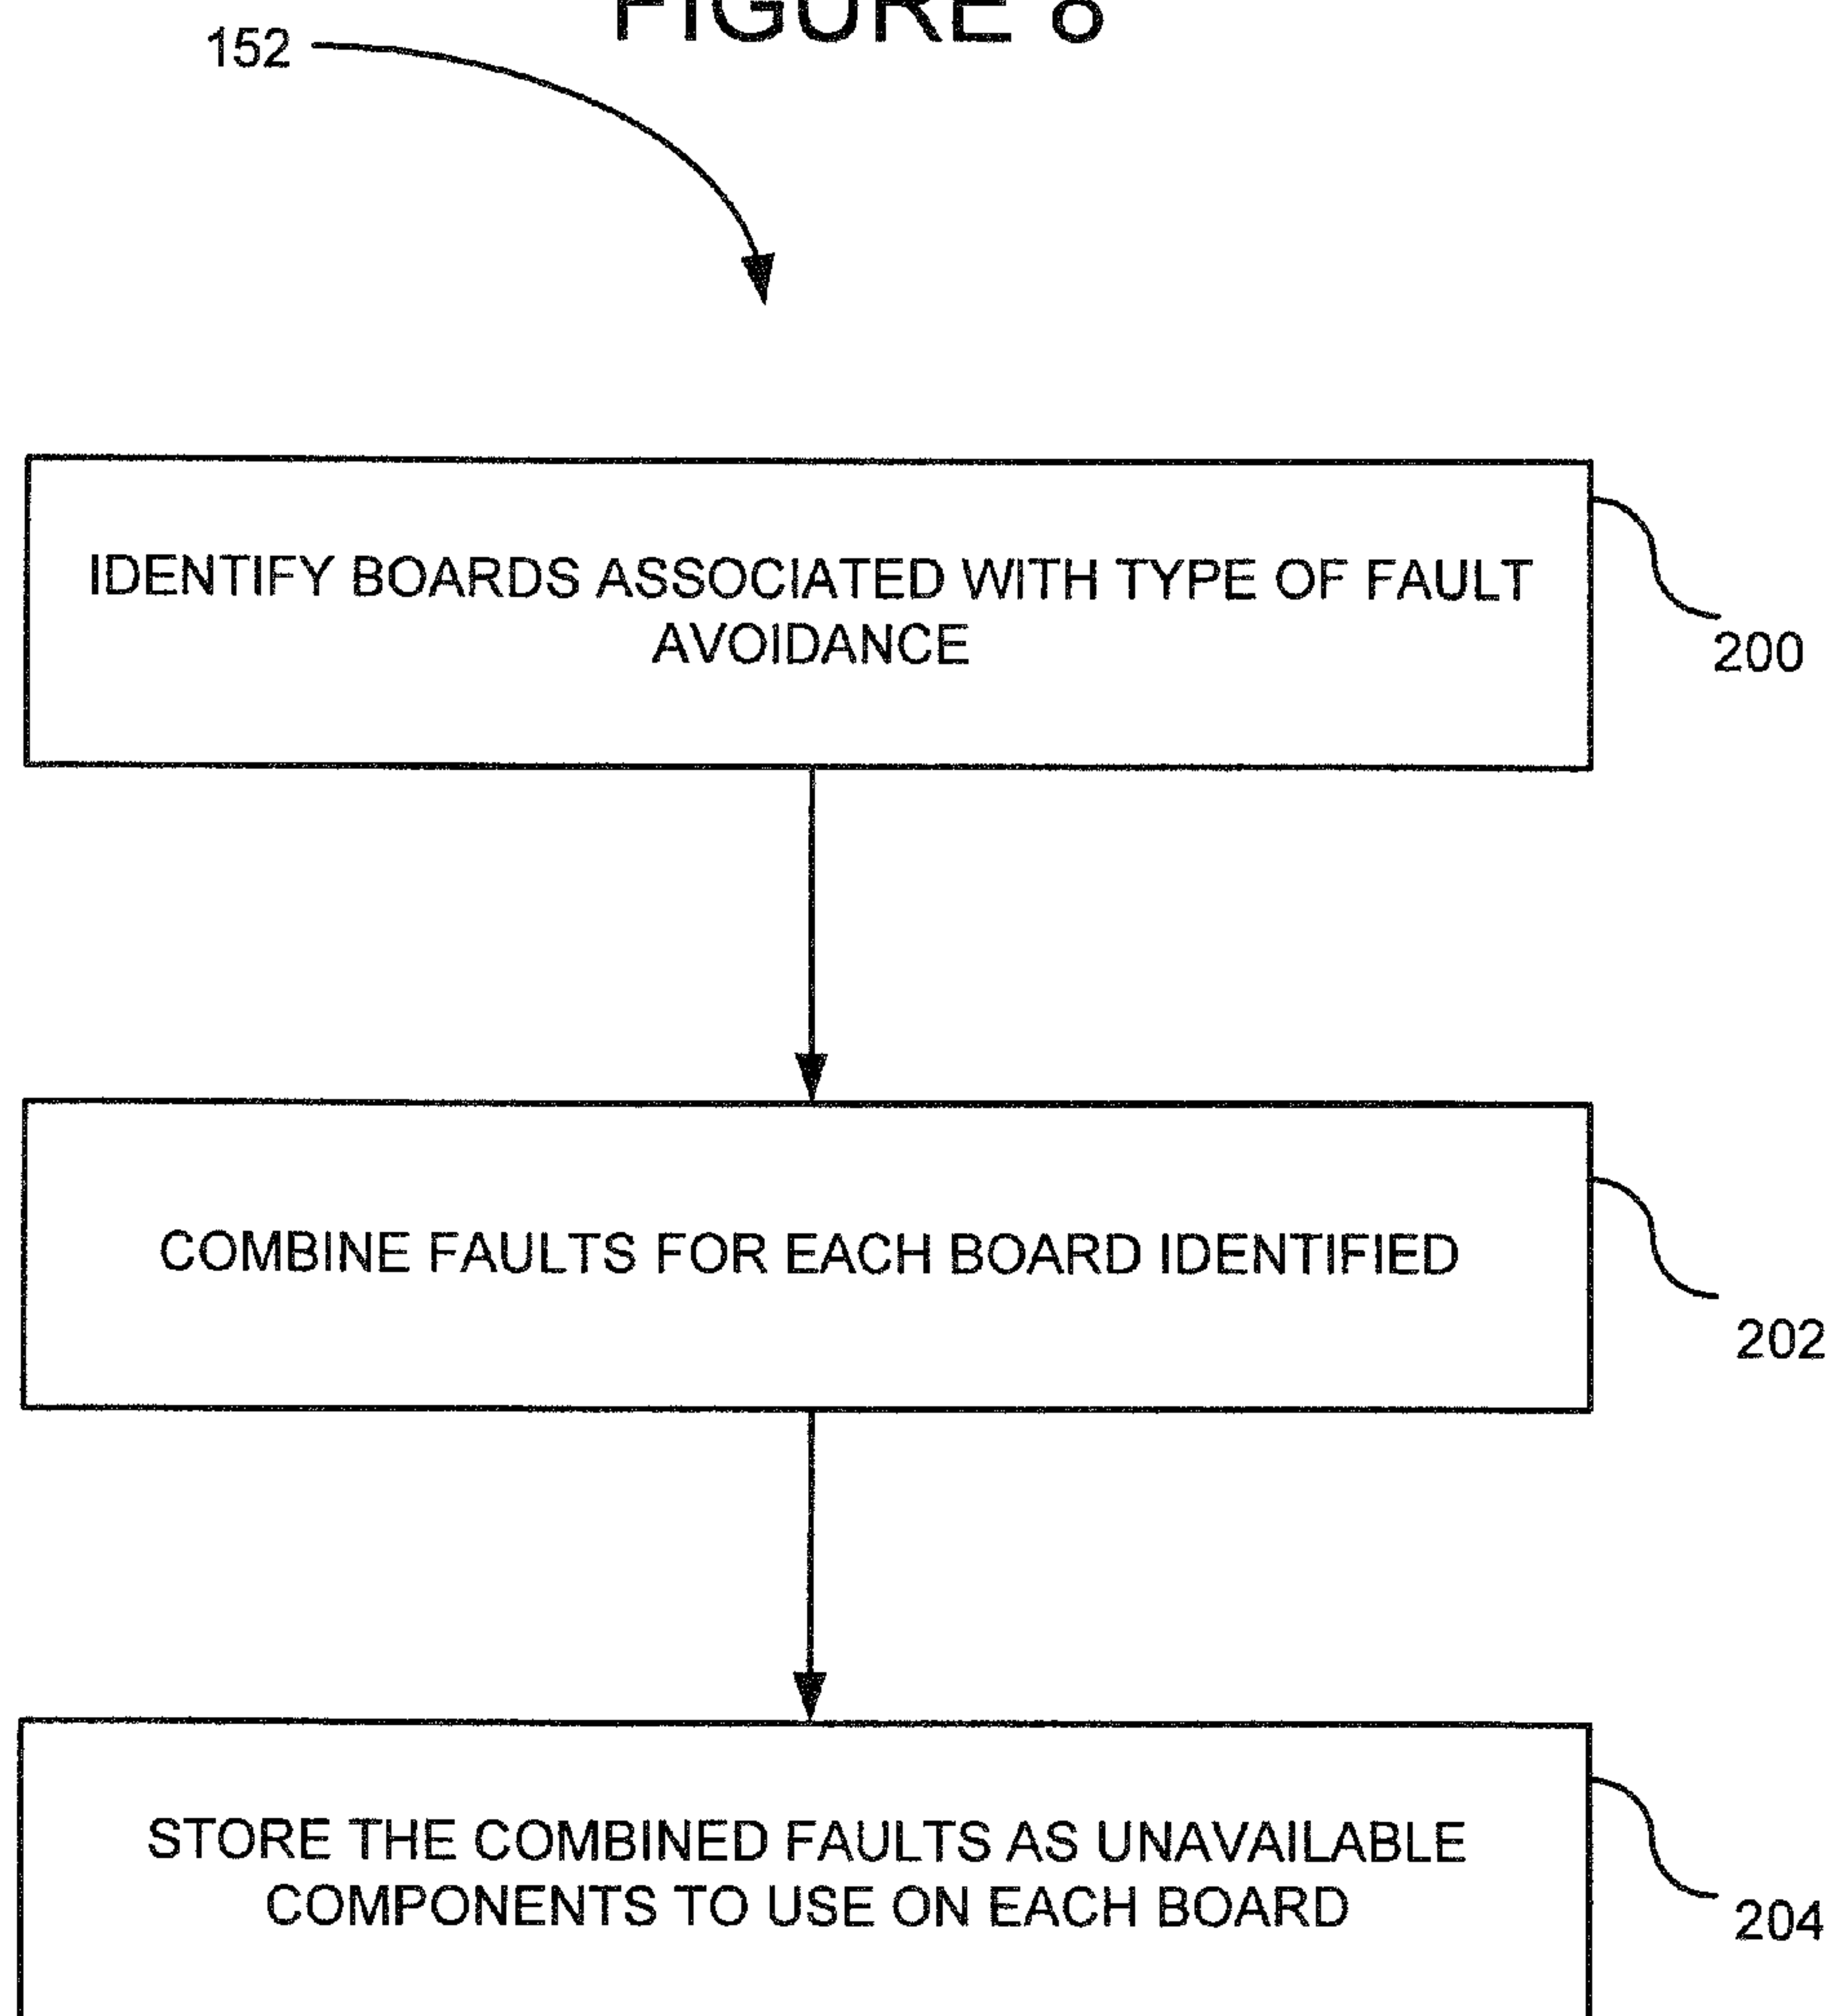 FIGURE 8
152
IDENTIFY BOARDS ASSOCIATED WITH TYPE OF FAULT
AVOIDANCE
200
COMBINE FAULTS FOR EACH BOARD IDENTIFIED
202
STORE THE COMBINED FAULTS AS UNAVAILABLE
COMPONENTS TO USE ON EACH BOARD
204